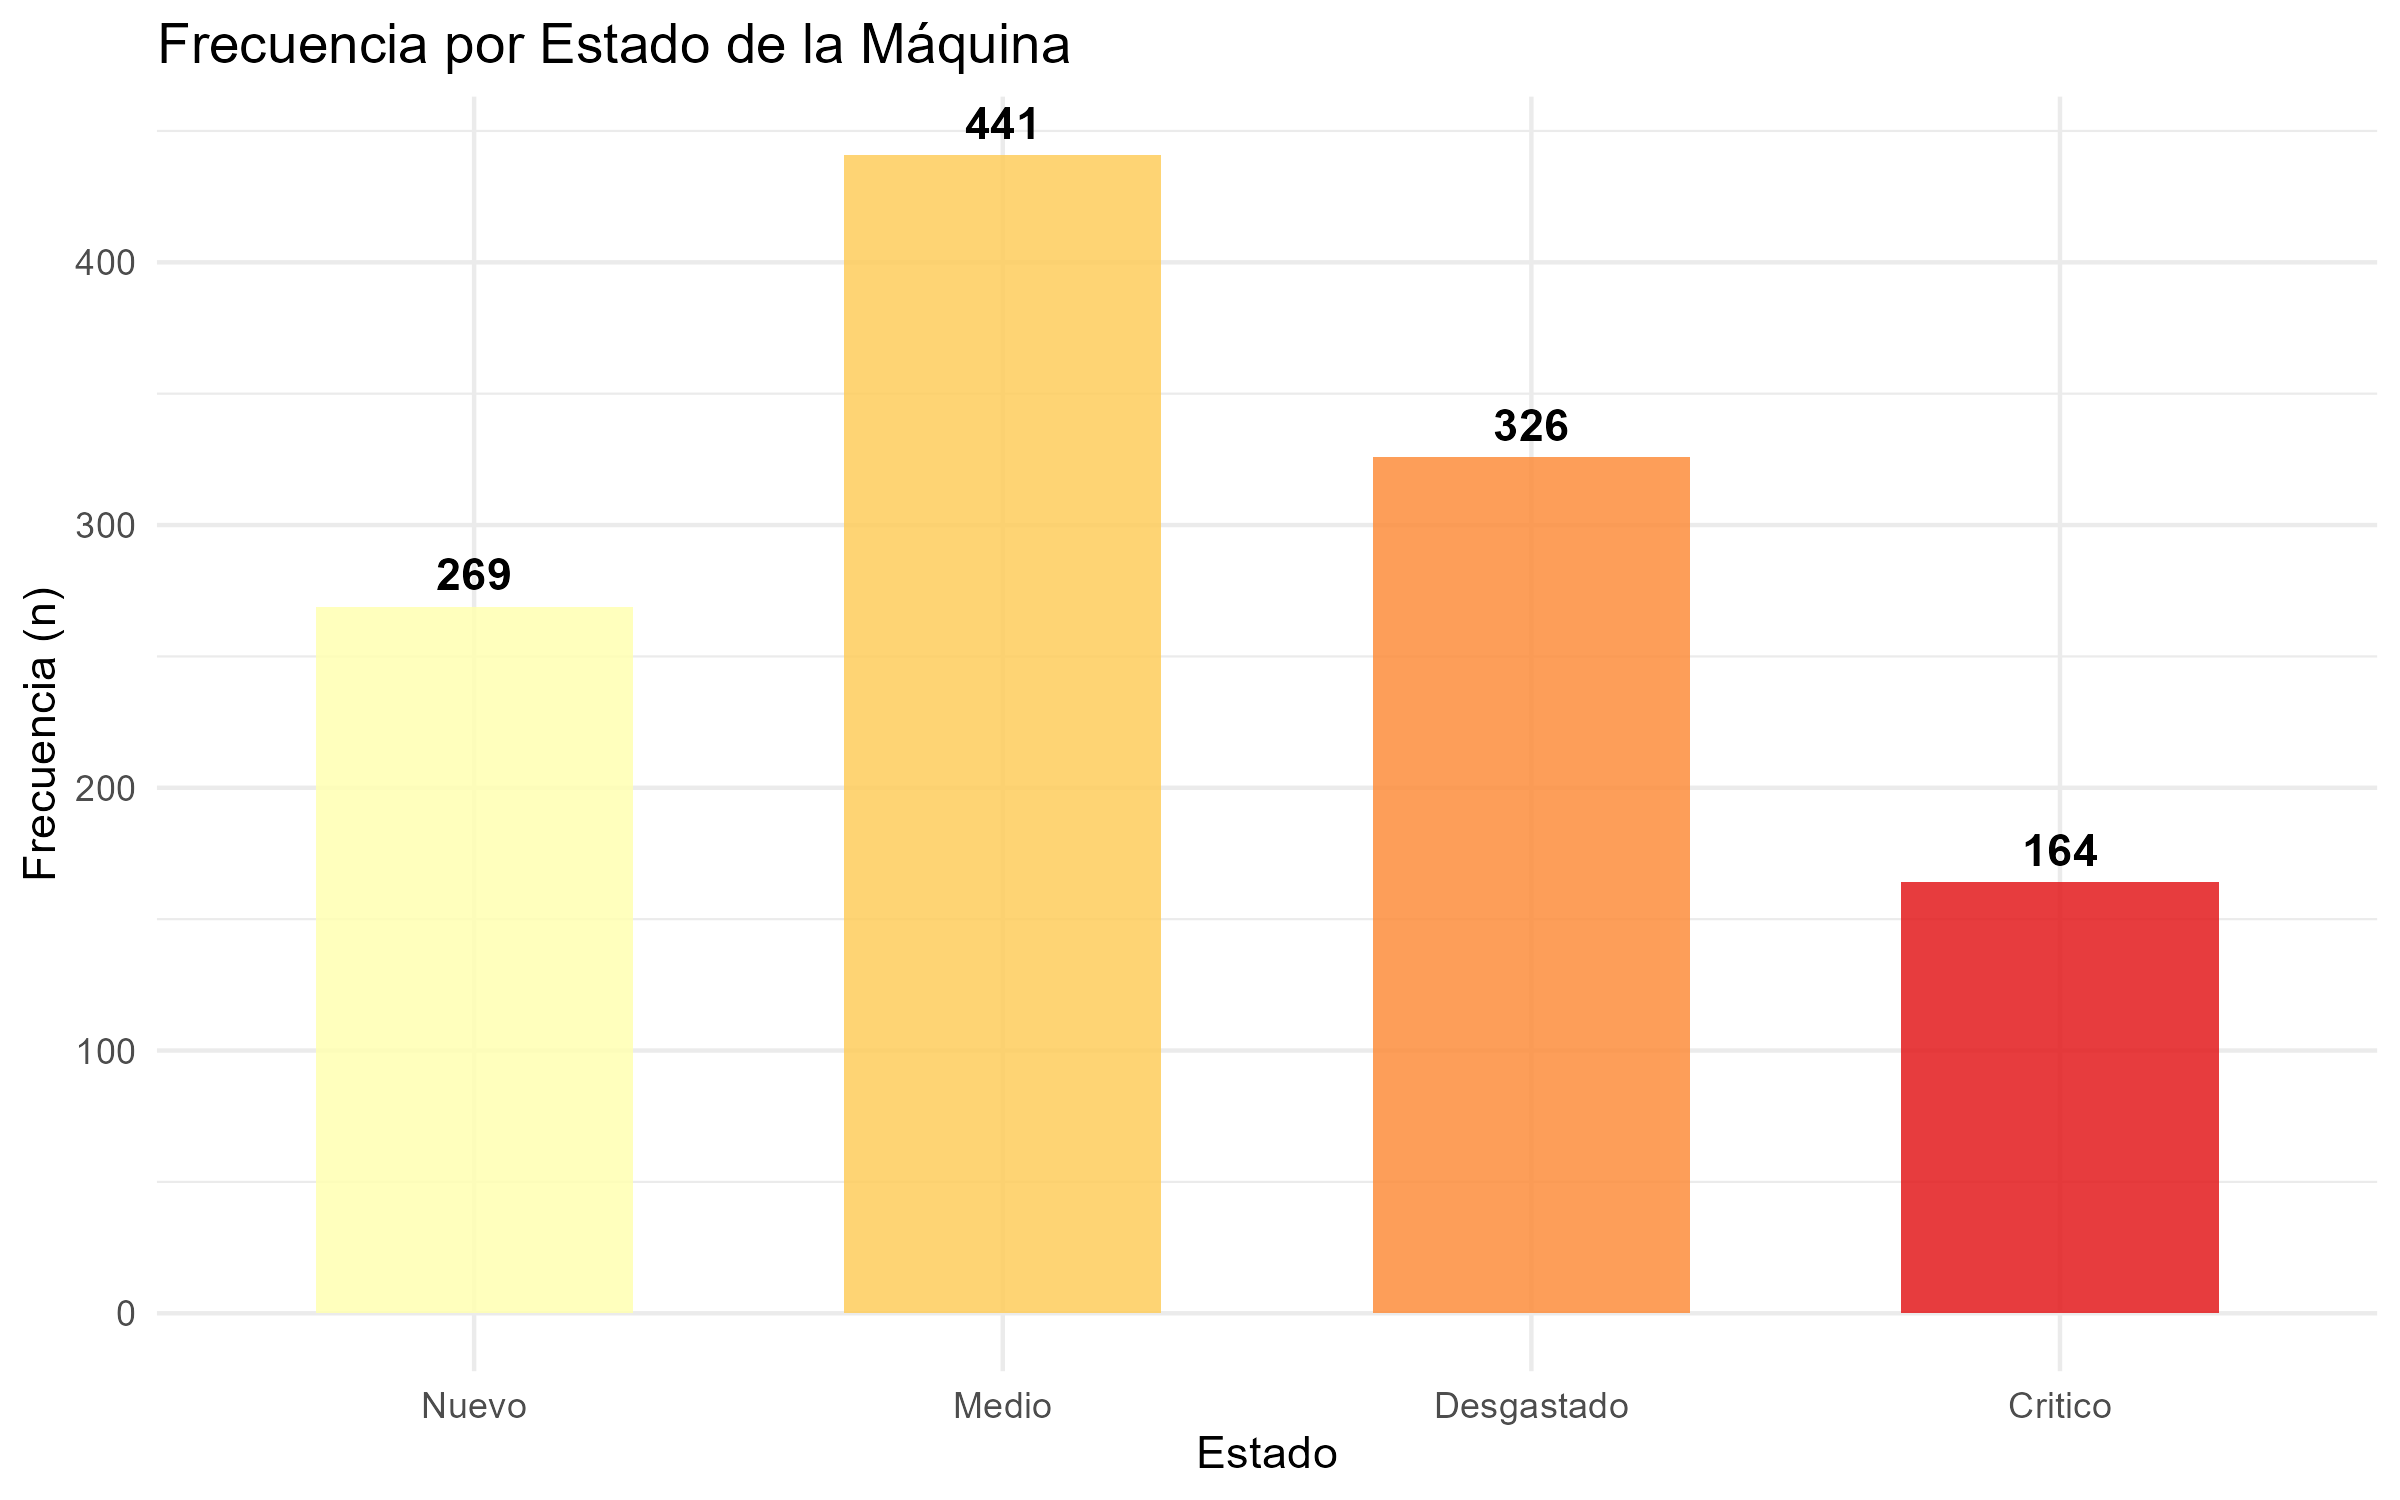 Frecuencia por Estado de la Máquina
441
400
326
300
269
200
164
100
0
Frecuencia (n)
Nuevo Medio Desgastado Critico
Estado